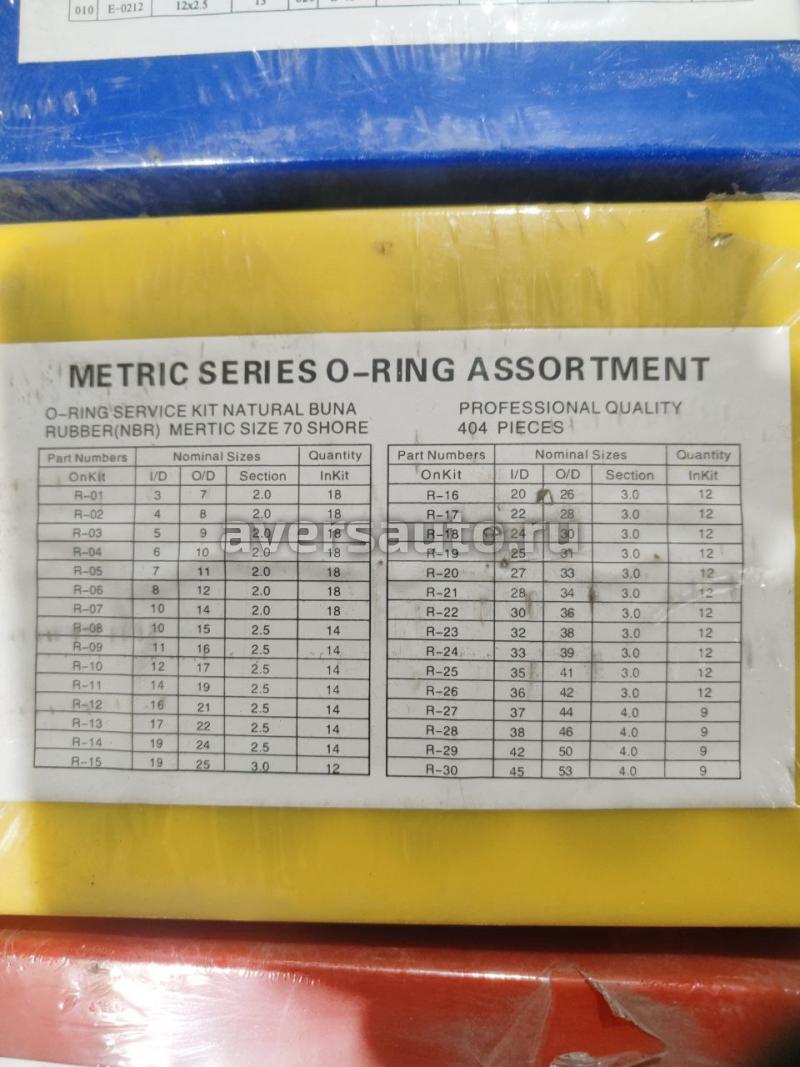 010 E-0212 12x2.5 13
METRIC SERIES O-RING ASSORTMENT
O-RING SERVICE KIT NATURAL BUNA
RUBBER(NBR) MERTIC SIZE 70 SHORE
PROFESSIONAL QUALITY
404 PIECES
Part Numbers Nominal Sizes Quantity
OnKit I/D O/D Section InKit
R-01 3 7 2.0 18
R-02 4 8 2.0 18
R-03 5 9 2.0 18
R-04 6 10 2.0 18
R-05 7 11 2.0 18
R-06 8 12 2.0 18
R-07 10 14 2.0 18
R-08 10 15 2.5 14
R-09 11 16 2.5 14
R-10 12 17 2.5 14
R-11 14 19 2.5 14
R-12 16 21 2.5 14
R-13 17 22 2.5 14
R-14 19 24 2.5 14
R-15 19 25 3.0 12
Part Numbers Nominal Sizes Quantity
OnKit I/D O/D Section InKit
R-16 20 26 3.0 12
R-17 22 28 3.0 12
R-18 24 30 3.0 12
R-19 25 31 3.0 12
R-20 27 33 3.0 12
R-21 28 34 3.0 12
R-22 30 36 3.0 12
R-23 32 38 3.0 12
R-24 33 39 3.0 12
R-25 35 41 3.0 12
R-26 36 42 3.0 12
R-27 37 44 4.0 9
R-28 38 46 4.0 9
R-29 42 50 4.0 9
R-30 45 53 4.0 9
aversauto.ru